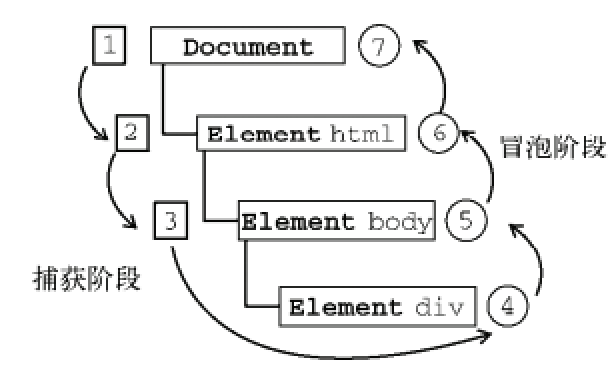 1 Document 7
2 Element html 6
冒泡阶段
3 Element body 5
捕获阶段
Element div 4